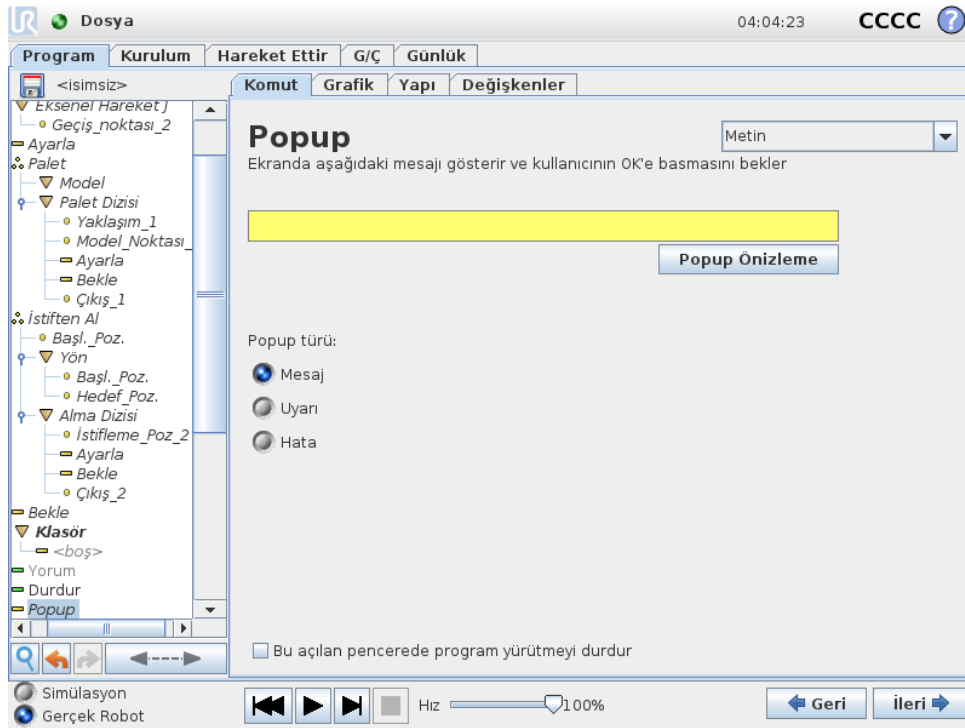 UR Dosya 04:04:23 CCCC ?
Program Kurulum Hareket Ettir G/Ç Günlük
<isimsiz>
Komut Grafik Yapı Değişkenler
Eksenel Hareket J
Geçiş_noktası_2
Ayarla
Palet
Model
Palet Dizisi
Yaklaşım_1
Model_Noktası_
Ayarla
Bekle
Çıkış_1
İstiften Al
Başl._Poz.
Yön
Başl._Poz.
Hedef_Poz.
Alma Dizisi
İstifleme_Poz_2
Ayarla
Bekle
Çıkış_2
Bekle
Klasör
<boş>
Yorum
Durdur
Popup
Popup
Metin
Ekranda aşağıdaki mesajı gösterir ve kullanıcının OK'e basmasını bekler
Popup Önizleme
Popup türü:
Mesaj
Uyarı
Hata
Bu açılan pencerede program yürütmeyi durdur
Simülasyon
Gerçek Robot
Hız 100%
Geri İleri